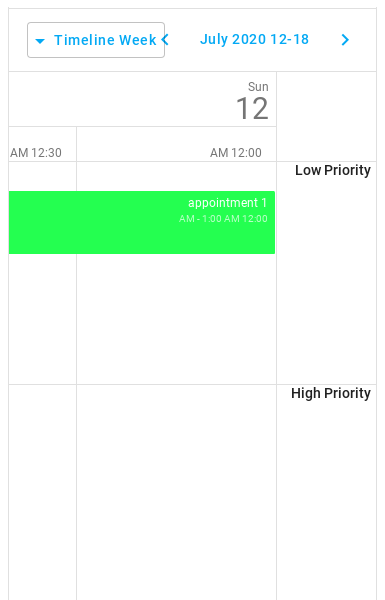 Timeline Week
July 2020 12-18
Sun
12
AM 12:30
AM 12:00
Low Priority
appointment 1
AM - 1:00 AM 12:00
High Priority